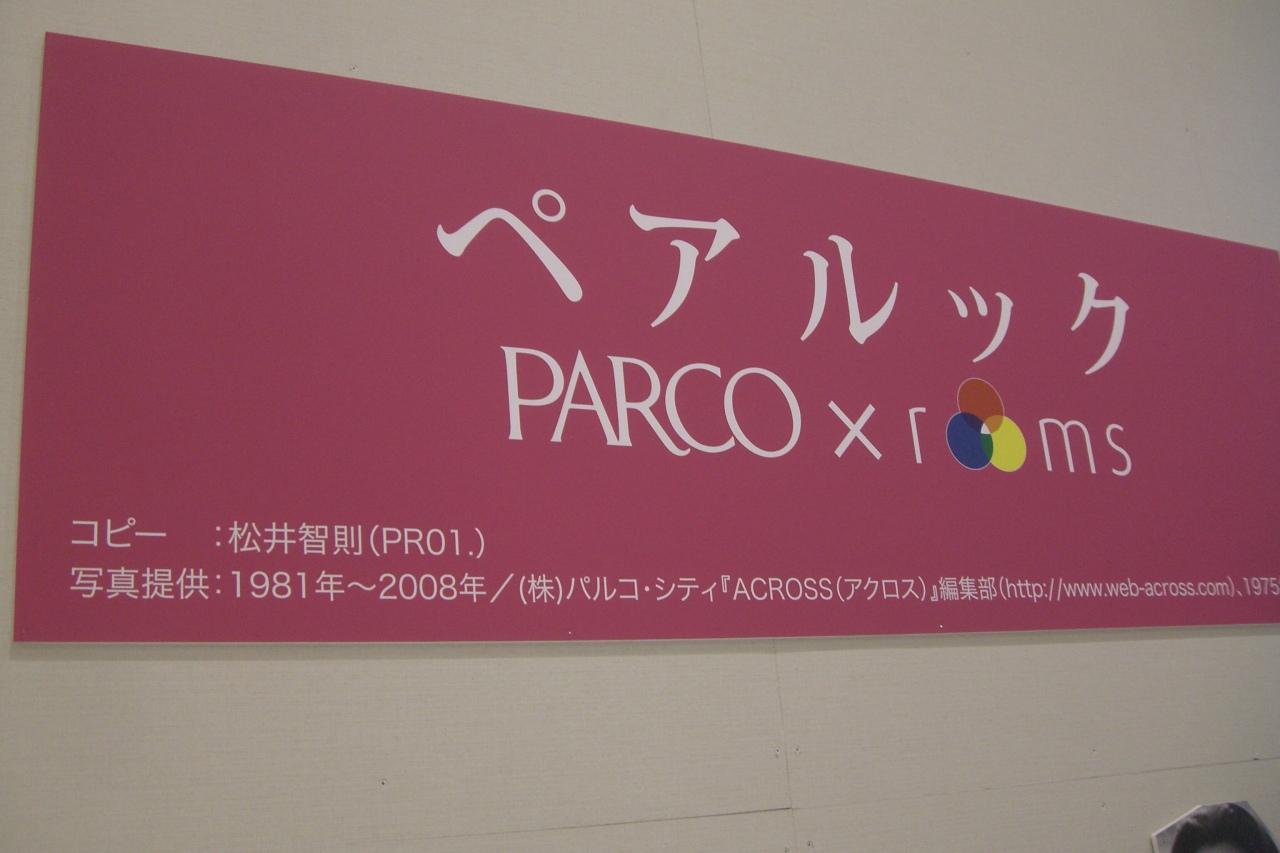 ペアルック
PARCO×rooms
コピー　：松井智則（PR01.）
写真提供：1981年～2008年／(株)パルコ・シティ『ACROSS（アクロス）』編集部（http://www.web-across.com）、1975